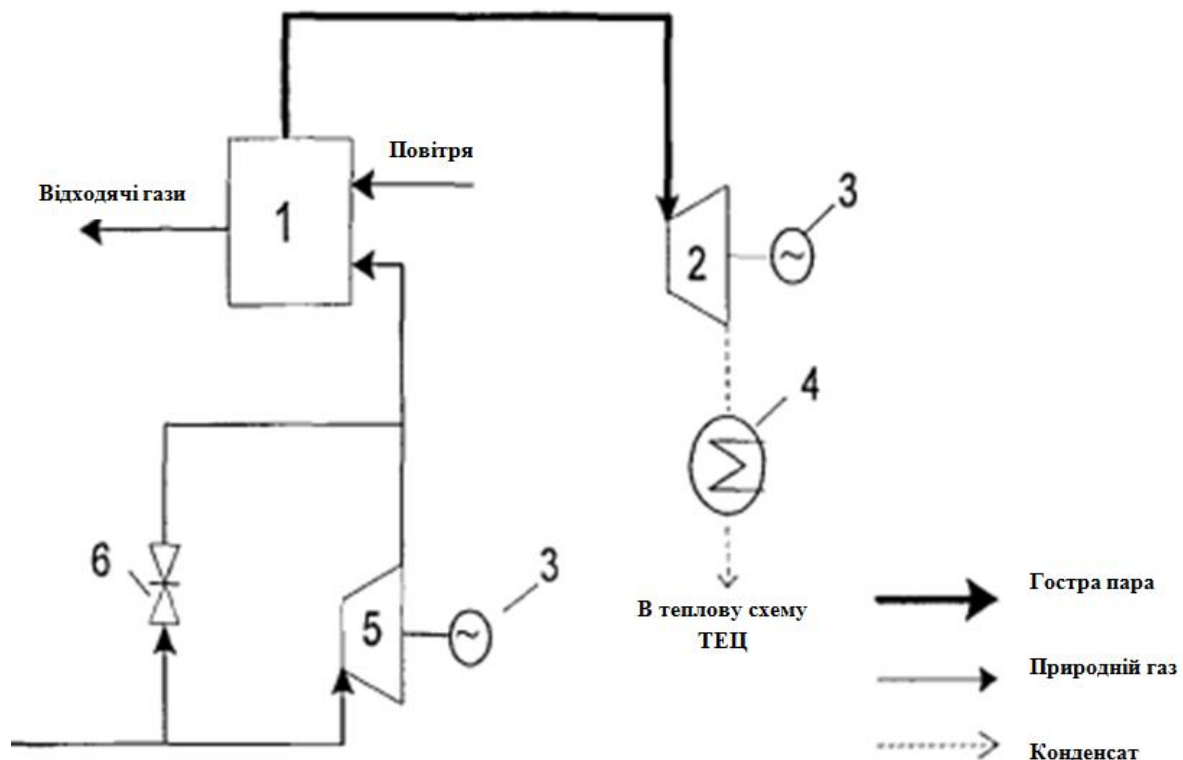 Повітря
Відходячі гази
1
2
3
4
6
5
3
В теплову схему
ТЕЦ
Гостра пара
Природній газ
Конденсат